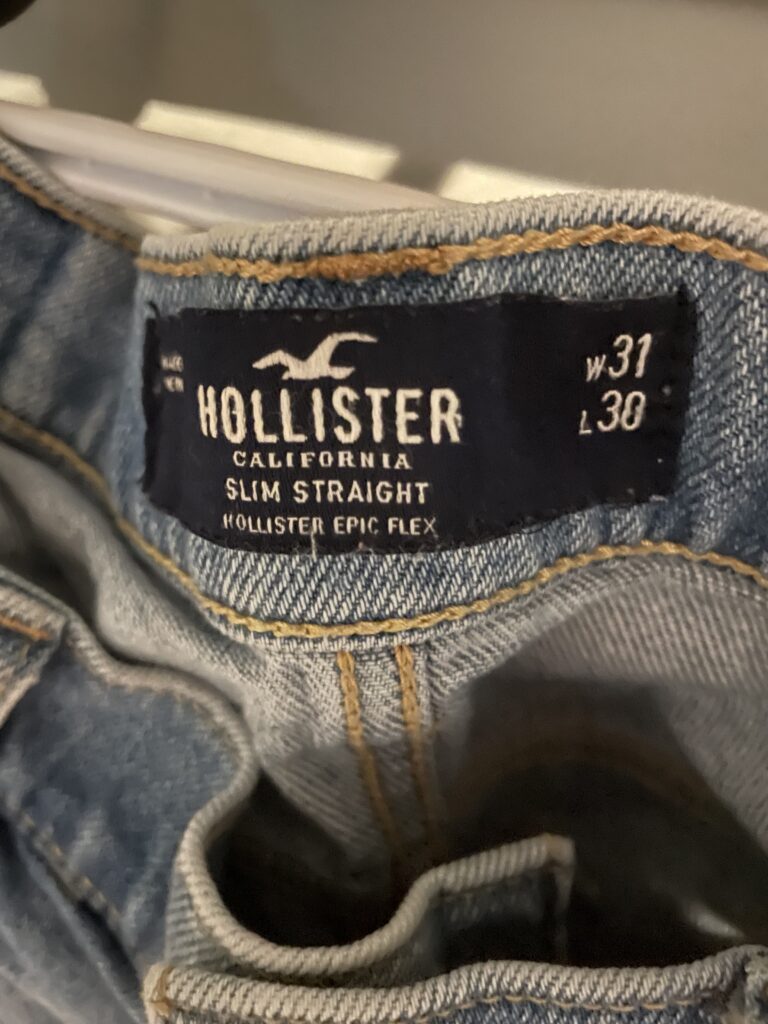 HOLLISTER
CALIFORNIA
SLIM STRAIGHT
HOLLISTER EPIC FLEX
W31
L30